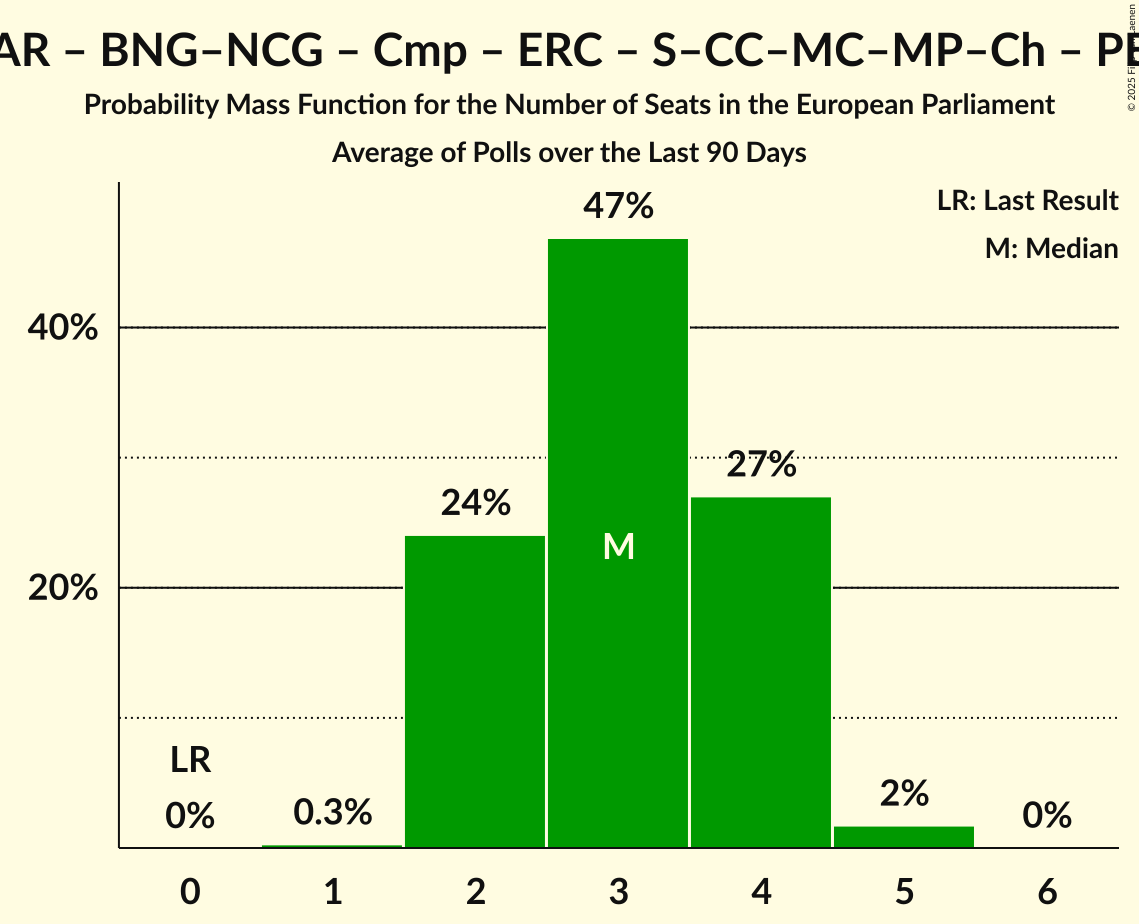 AR – BNG–NCG – Cmp – ERC – S–CC–MC–MP–Ch –
Probability Mass Function for the Number of Seats in the European Parliament
Average of Polls over the Last 90 Days
LR: Last Result
M: Median
47%
40%
27%
24%
M
20%
LR
0%
0.3%
2%
0%
0 1 2 3 4 5 6
© 2025